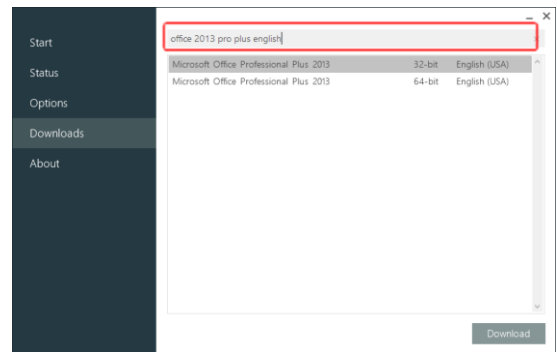 Start
Status
Options
Downloads
About
office 2013 pro plus english
Microsoft Office Professional Plus 2013 32-bit English (USA)
Microsoft Office Professional Plus 2013 64-bit English (USA)
Download